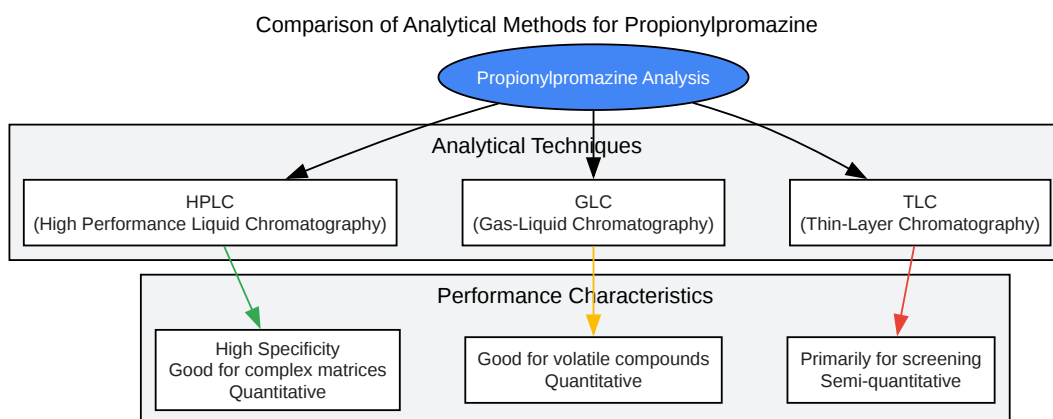 Comparison of Analytical Methods for Propionylpromazine
Propionylpromazine Analysis
Analytical Techniques
HPLC
(High Performance Liquid Chromatography)
GLC
(Gas-Liquid Chromatography)
TLC
(Thin-Layer Chromatography)
Performance Characteristics
High Specificity
Good for complex matrices
Quantitative
Good for volatile compounds
Quantitative
Primarily for screening
Semi-quantitative